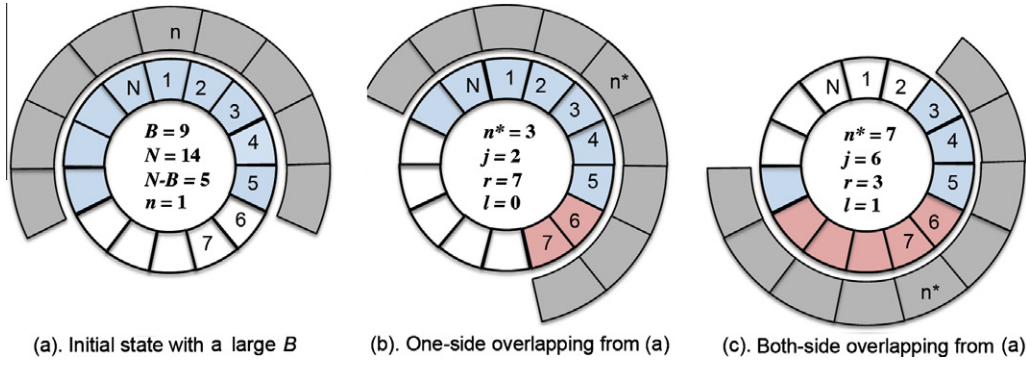 n
N 1 2 3 4 5 6 7
B = 9
N = 14
N-B = 5
n = 1
(a). Initial state with a large B
n*
N 1 2 3 4 5 6 7
n* = 3
j = 2
r = 7
l = 0
(b). One-side overlapping from (a)
N 1 2 3 4 5 6 7
n* = 7
j = 6
r = 3
l = 1
n*
(c). Both-side overlapping from (a)